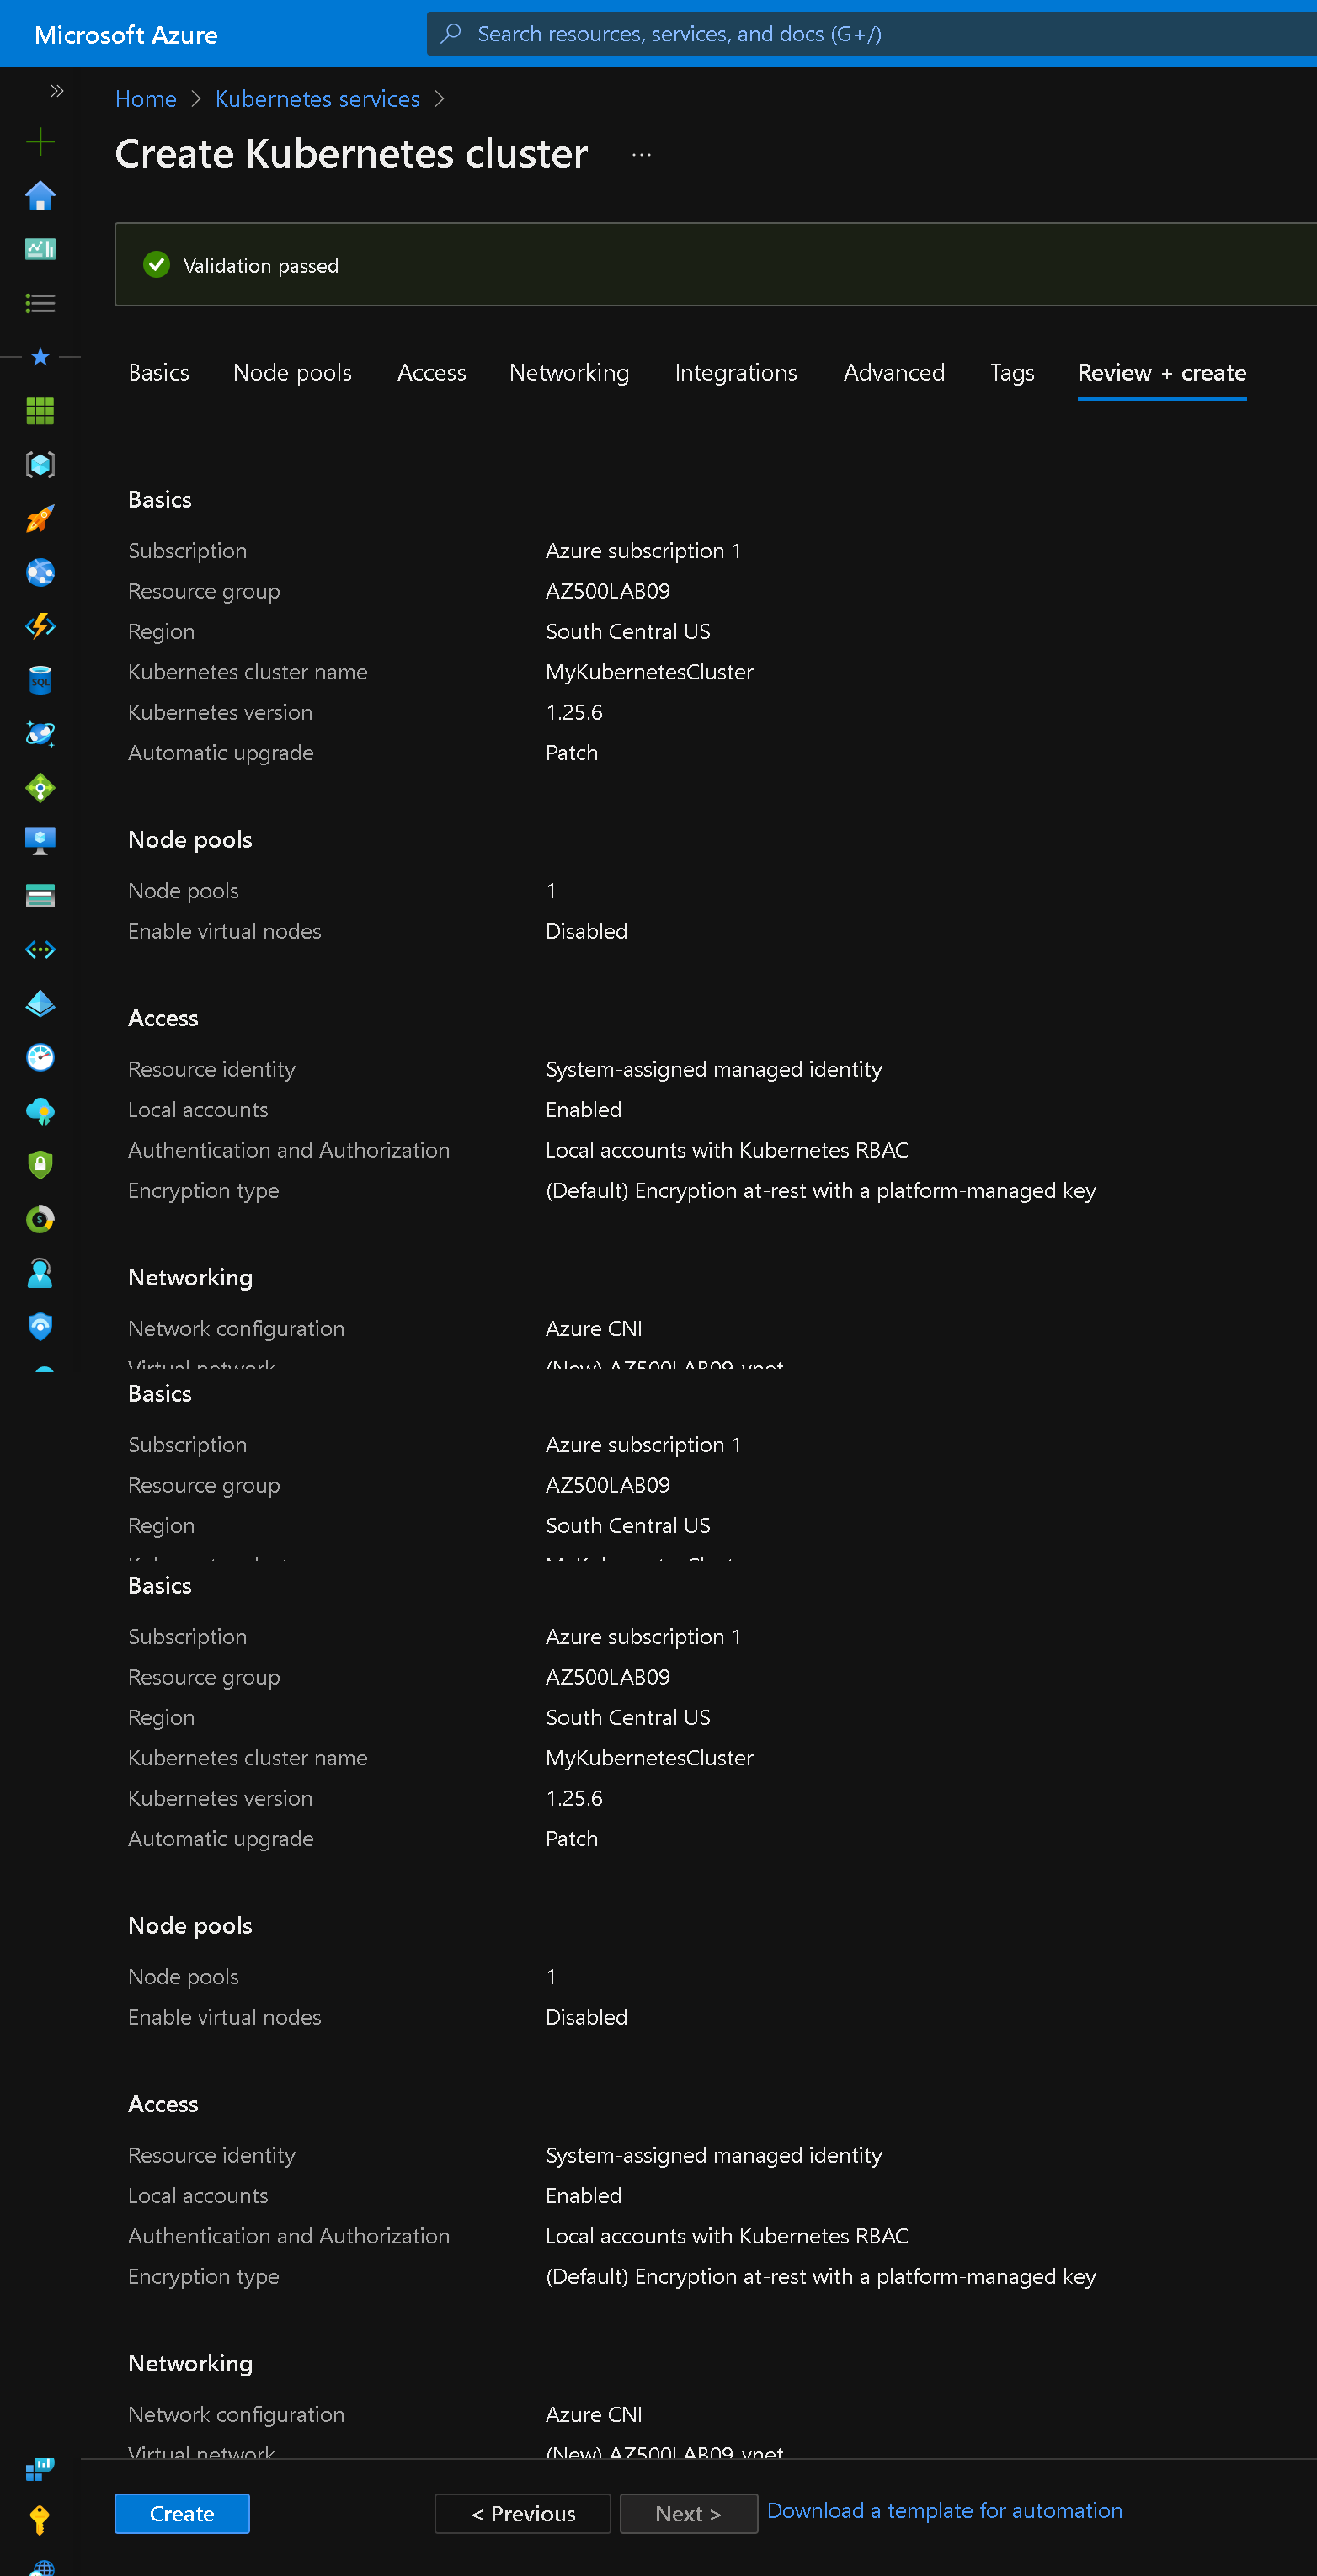 Microsoft Azure
Search resources, services, and docs (G+/)
Home > Kubernetes services >
Create Kubernetes cluster ...
Validation passed
Basics Node pools Access Networking Integrations Advanced Tags Review + create
Basics
Subscription Azure subscription 1
Resource group AZ500LAB09
Region South Central US
Kubernetes cluster name MyKubernetesCluster
Kubernetes version 1.25.6
Automatic upgrade Patch
Node pools
Node pools 1
Enable virtual nodes Disabled
Access
Resource identity System-assigned managed identity
Local accounts Enabled
Authentication and Authorization Local accounts with Kubernetes RBAC
Encryption type (Default) Encryption at-rest with a platform-managed key
Networking
Network configuration Azure CNI
Virtual network (New) AZ500LAB09-vnet
Basics
Subscription Azure subscription 1
Resource group AZ500LAB09
Region South Central US
Basics
Subscription Azure subscription 1
Resource group AZ500LAB09
Region South Central US
Kubernetes cluster name MyKubernetesCluster
Kubernetes version 1.25.6
Automatic upgrade Patch
Node pools
Node pools 1
Enable virtual nodes Disabled
Access
Resource identity System-assigned managed identity
Local accounts Enabled
Authentication and Authorization Local accounts with Kubernetes RBAC
Encryption type (Default) Encryption at-rest with a platform-managed key
Networking
Network configuration Azure CNI
Virtual network (New) AZ500LAB09-vnet
Create < Previous Next > Download a template for automation